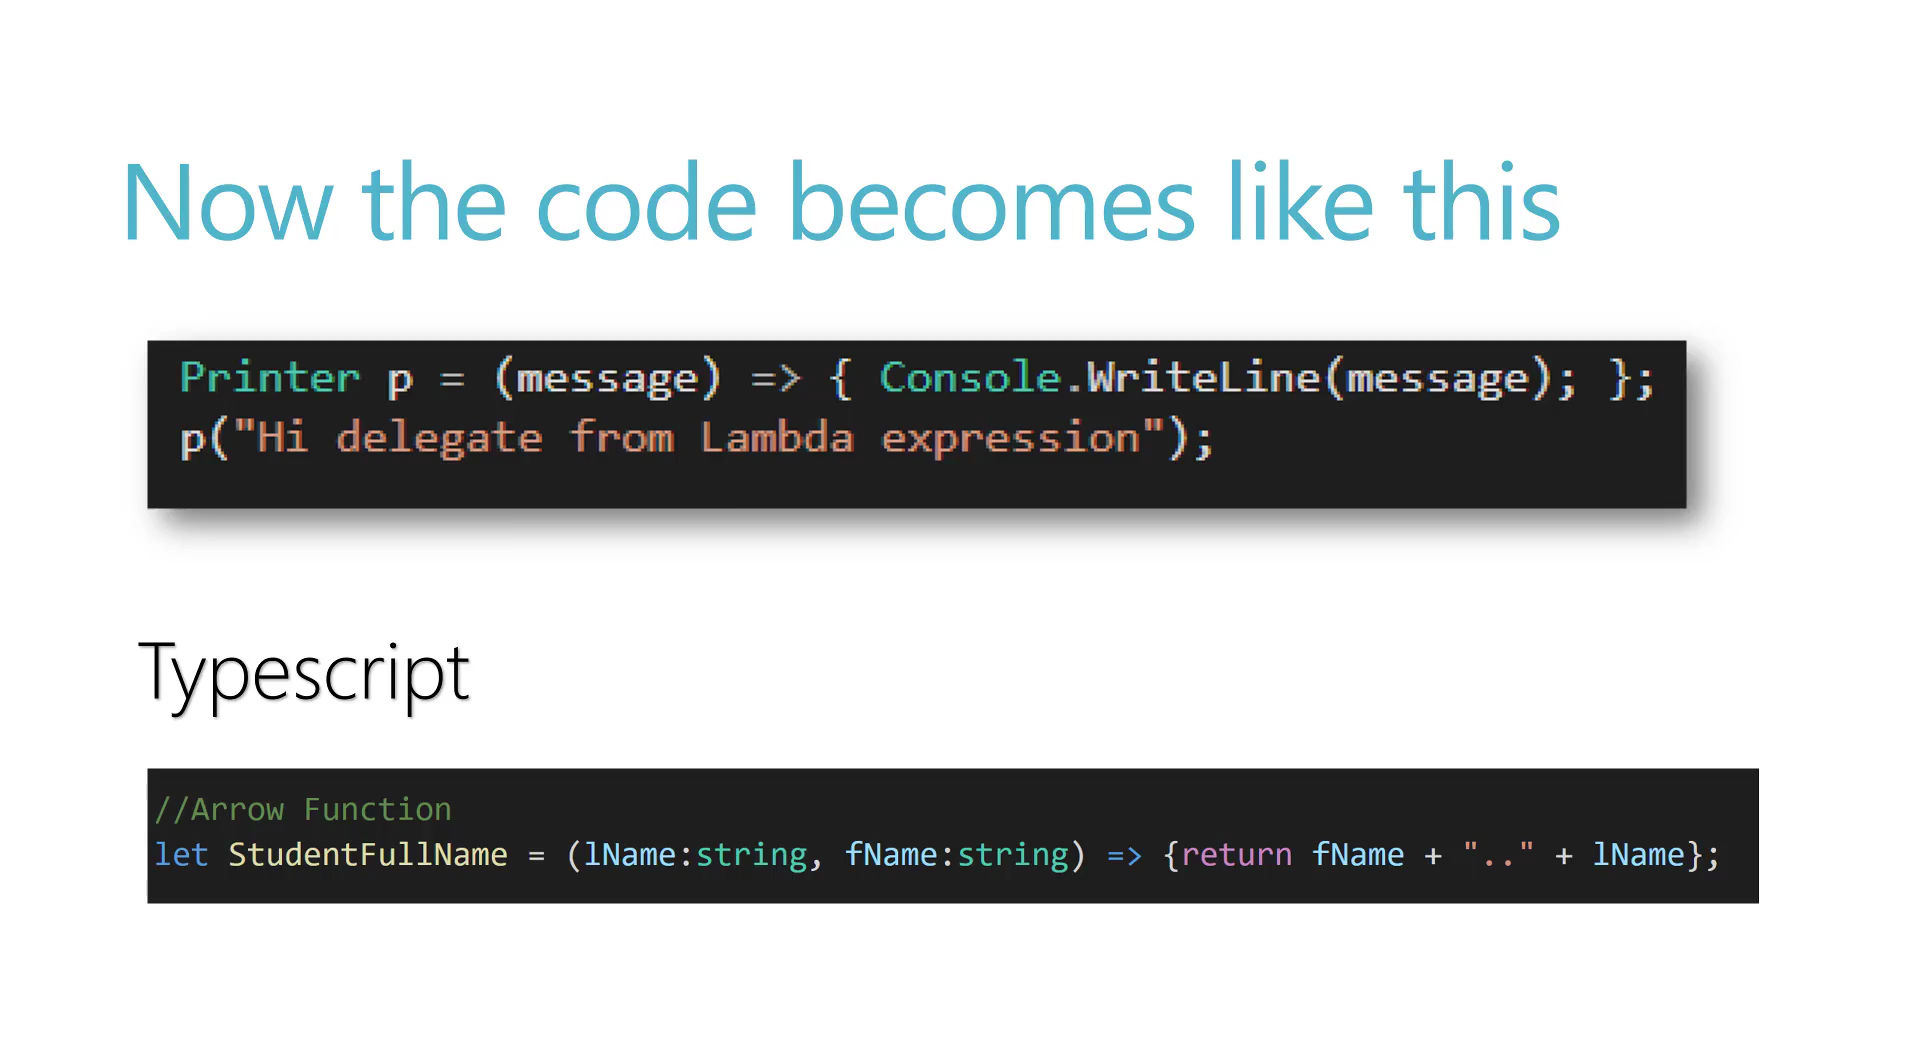 Now the code becomes like this
Printer p = (message) => { Console.WriteLine(message); };
p("Hi delegate from Lambda expression");
Typescript
//Arrow Function
let StudentFullName = (lName:string, fName:string) => {return fName + ".." + lName};